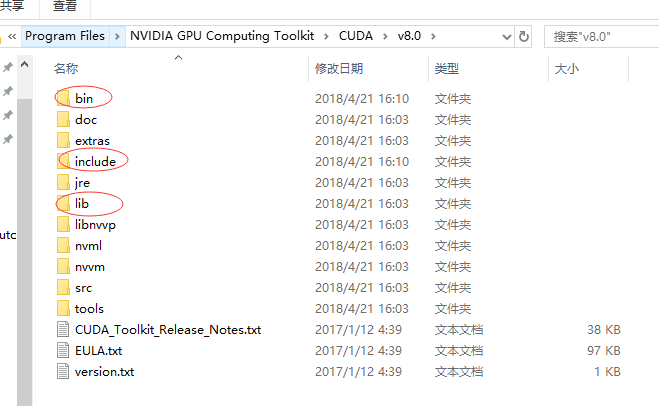 共享 查看
« Program Files > NVIDIA GPU Computing Toolkit > CUDA > v8.0 > 搜索"v8.0"
名称 修改日期 类型 大小
bin 2018/4/21 16:10 文件夹
doc 2018/4/21 16:03 文件夹
extras 2018/4/21 16:03 文件夹
include 2018/4/21 16:10 文件夹
jre 2018/4/21 16:03 文件夹
lib 2018/4/21 16:03 文件夹
libnvvp 2018/4/21 16:03 文件夹
utc
nvml 2018/4/21 16:03 文件夹
nvvm 2018/4/21 16:03 文件夹
src 2018/4/21 16:03 文件夹
tools 2018/4/21 16:03 文件夹
CUDA_Toolkit_Release_Notes.txt 2017/1/12 4:39 文本文档 38 KB
EULA.txt 2017/1/12 4:39 文本文档 97 KB
version.txt 2017/1/12 4:39 文本文档 1 KB